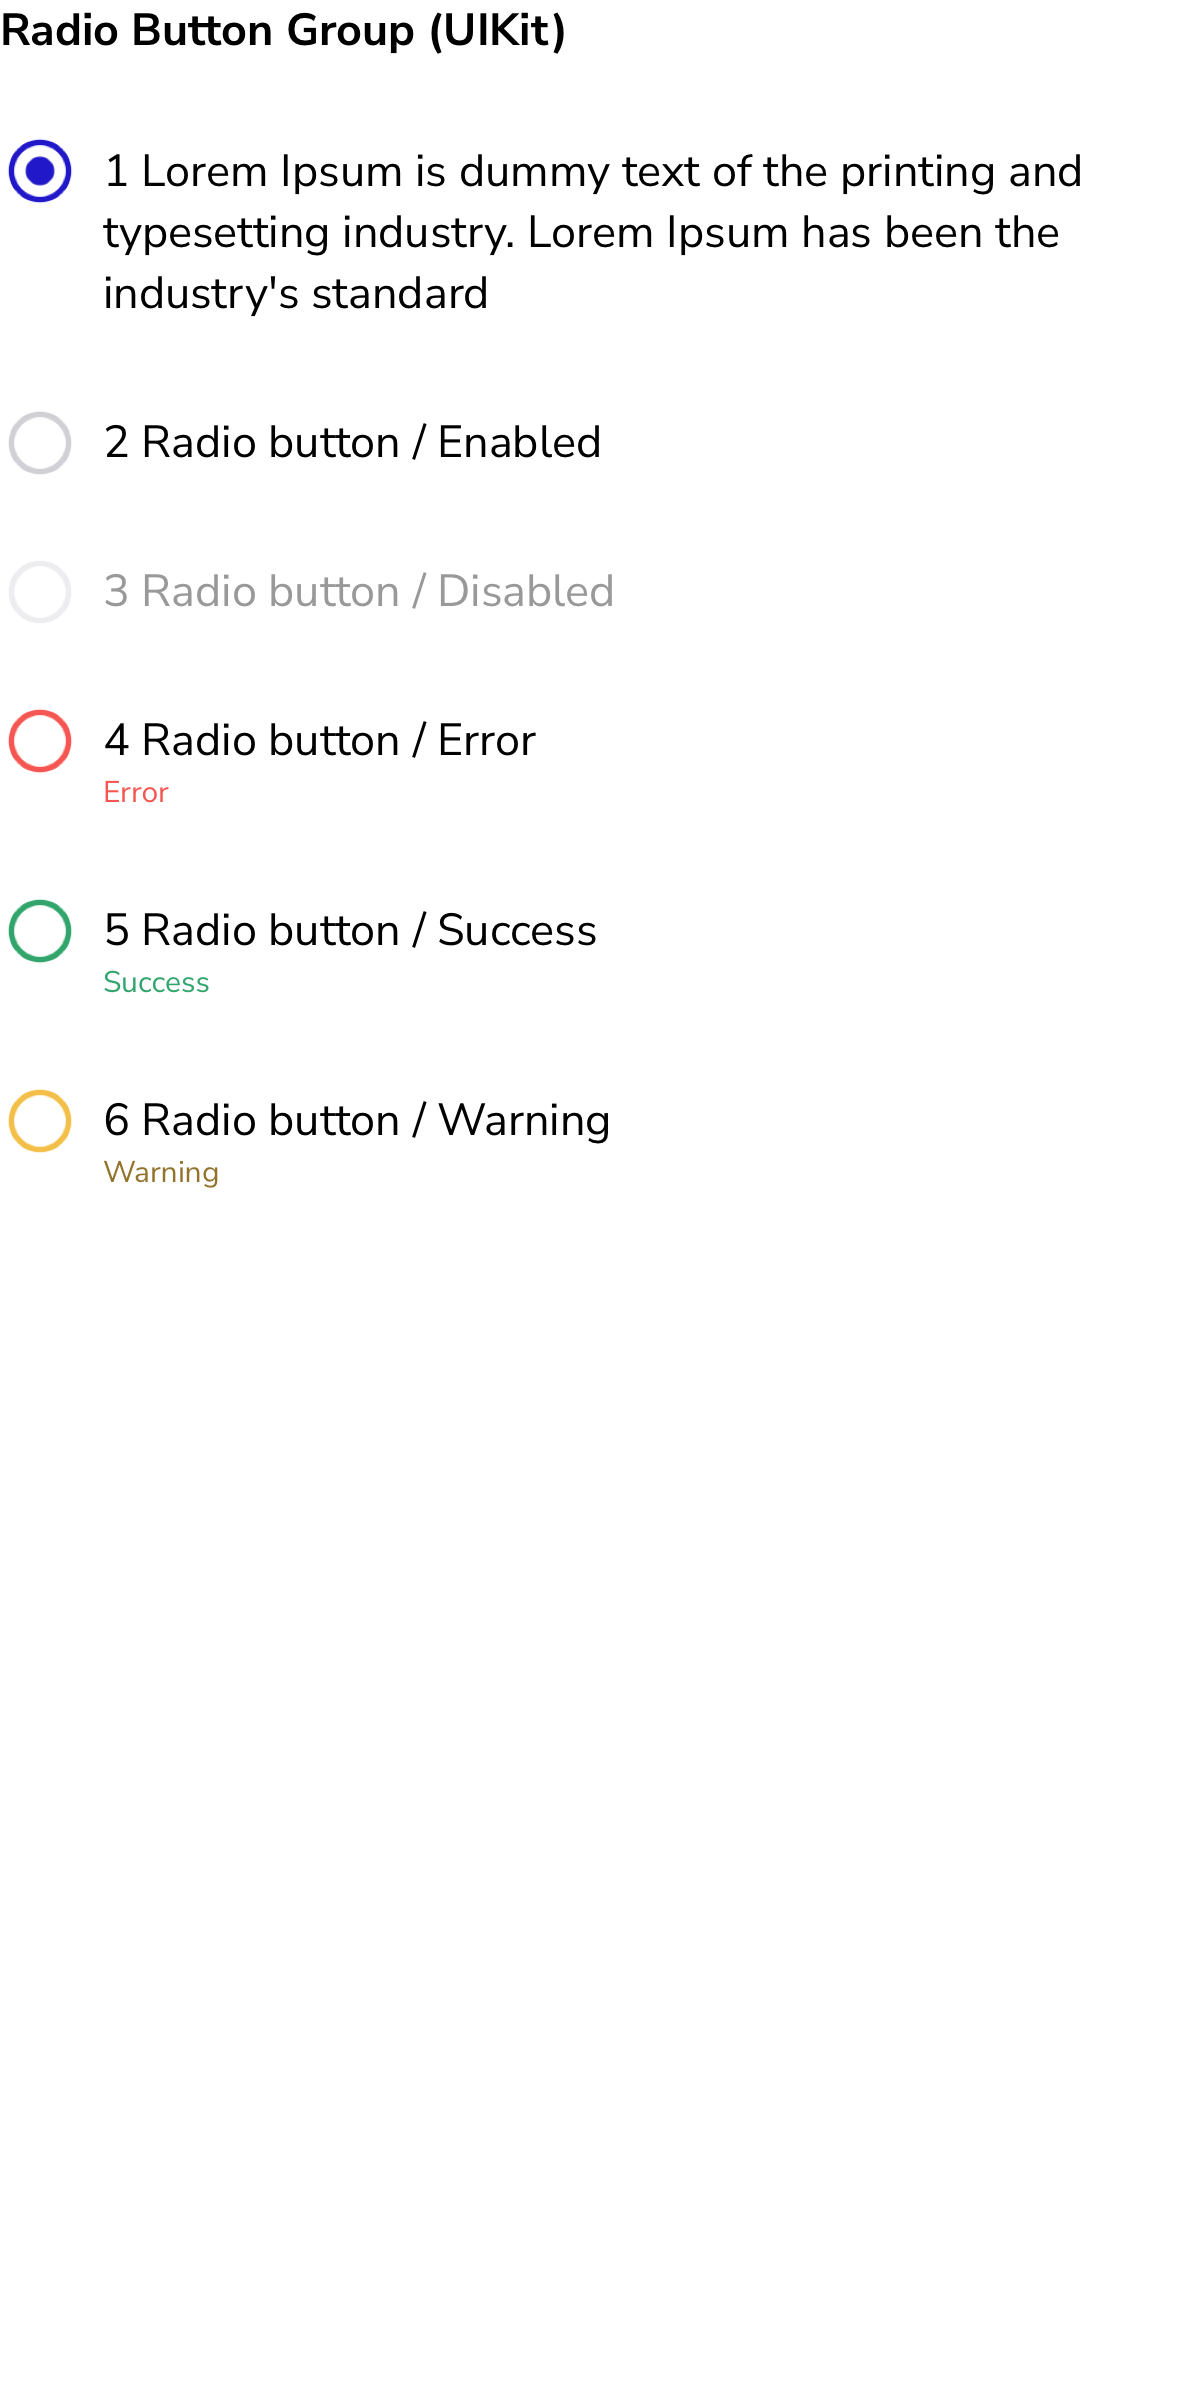 Radio Button Group (UIKit)
1 Lorem Ipsum is dummy text of the printing and
typesetting industry. Lorem Ipsum has been the
industry's standard
2 Radio button / Enabled
3 Radio button / Disabled
4 Radio button / Error
Error
5 Radio button / Success
Success
6 Radio button / Warning
Warning